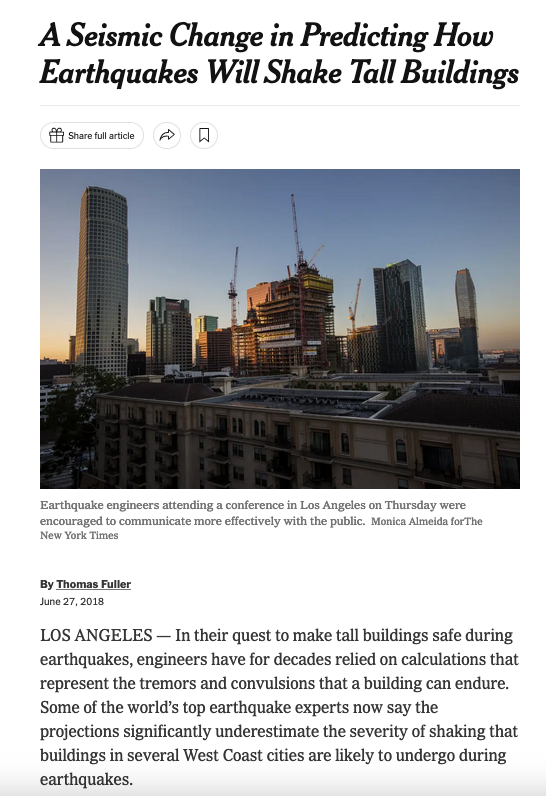 A Seismic Change in Predicting How
Earthquakes Will Shake Tall Buildings
Share full article
Earthquake engineers attending a conference in Los Angeles on Thursday were
encouraged to communicate more effectively with the public. Monica Almeida forThe
New York Times
By Thomas Fuller
June 27, 2018
LOS ANGELES — In their quest to make tall buildings safe during
earthquakes, engineers have for decades relied on calculations that
represent the tremors and convulsions that a building can endure.
Some of the world’s top earthquake experts now say the
projections significantly underestimate the severity of shaking that
buildings in several West Coast cities are likely to undergo during
earthquakes.